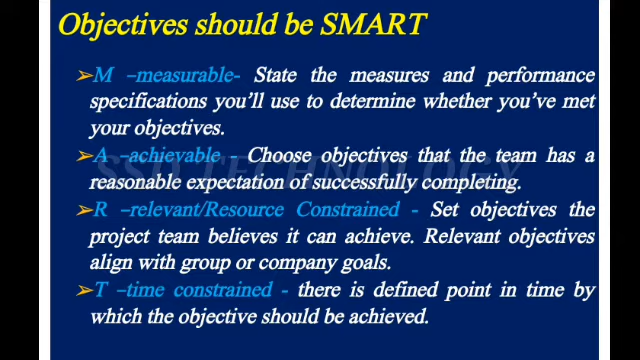 Objectives should be SMART
➢M –measurable- State the measures and performance
specifications you'll use to determine whether you've met
your objectives.
➢A –achievable - Choose objectives that the team has a
reasonable expectation of successfully completing.
➢R –relevant/Resource Constrained - Set objectives the
project team believes it can achieve. Relevant objectives
align with group or company goals.
➢T –time constrained - there is defined point in time by
which the objective should be achieved.
SSD TECHNOLOGY